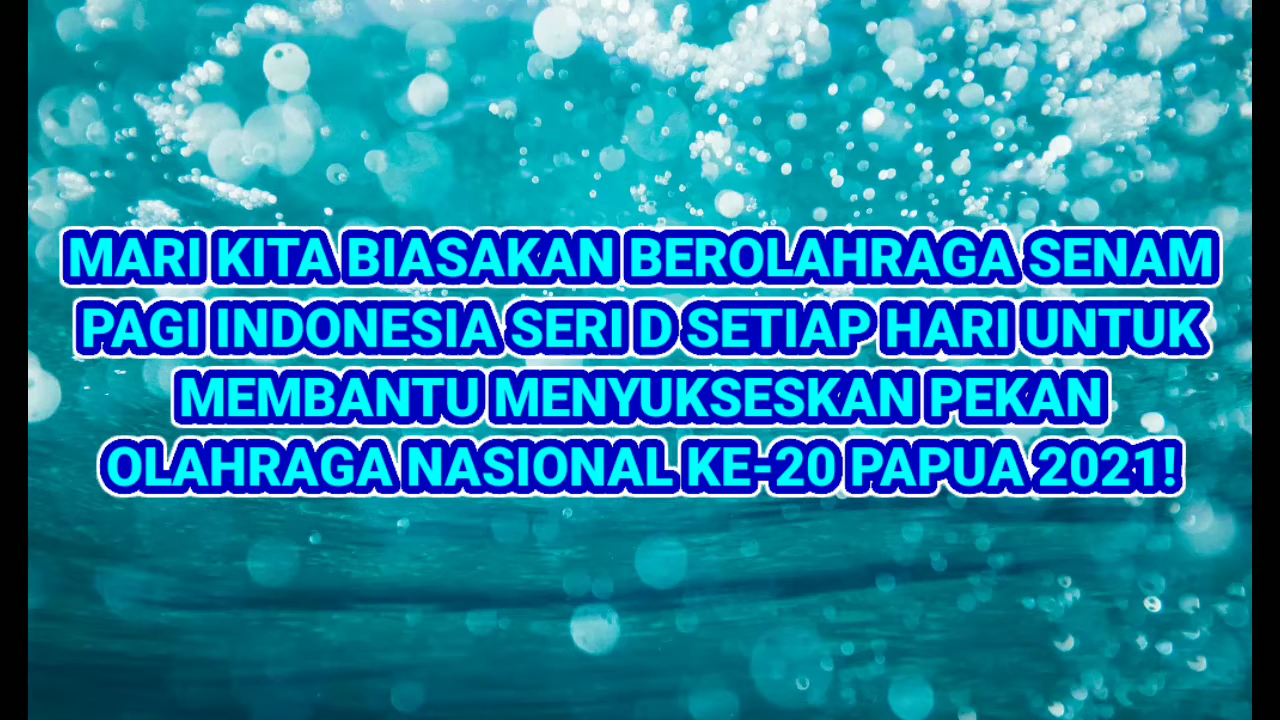 MARI KITA BIASAKAN BEROLAHRAGA SENAM
PAGI INDONESIA SERI D SETIAP HARI UNTUK
MEMBANTU MENYUKSESKAN PEKAN
OLAHRAGA NASIONAL KE-20 PAPUA 2021!